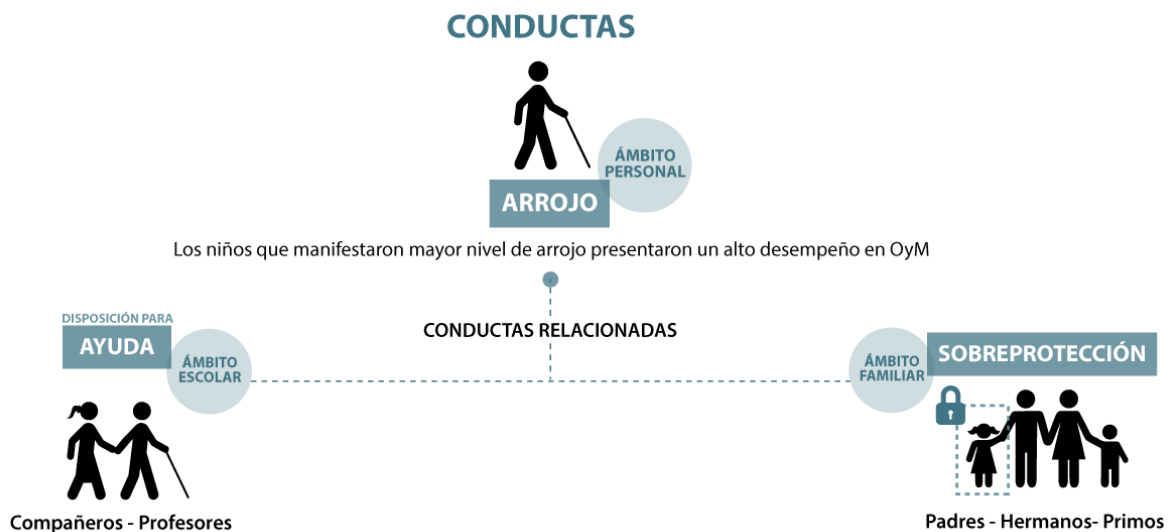 CONDUCTAS
ÁMBITO
PERSONAL
ARROJO
Los niños que manifestaron mayor nivel de arrojo presentaron un alto desempeño en OyM
CONDUCTAS RELACIONADAS
DISPOSICIÓN PARA
AYUDA
ÁMBITO
ESCOLAR
Compañeros - Profesores
ÁMBITO
FAMILIAR
SOBREPROTECCIÓN
Padres - Hermanos- Primos